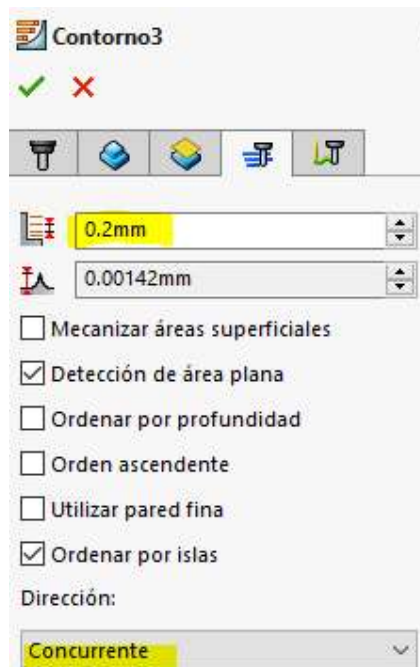 Contorno3
0.2mm
0.00142mm
Mecanizar áreas superficiales
Detección de área plana
Ordenar por profundidad
Orden ascendente
Utilizar pared fina
Ordenar por islas
Dirección:
Concurrente